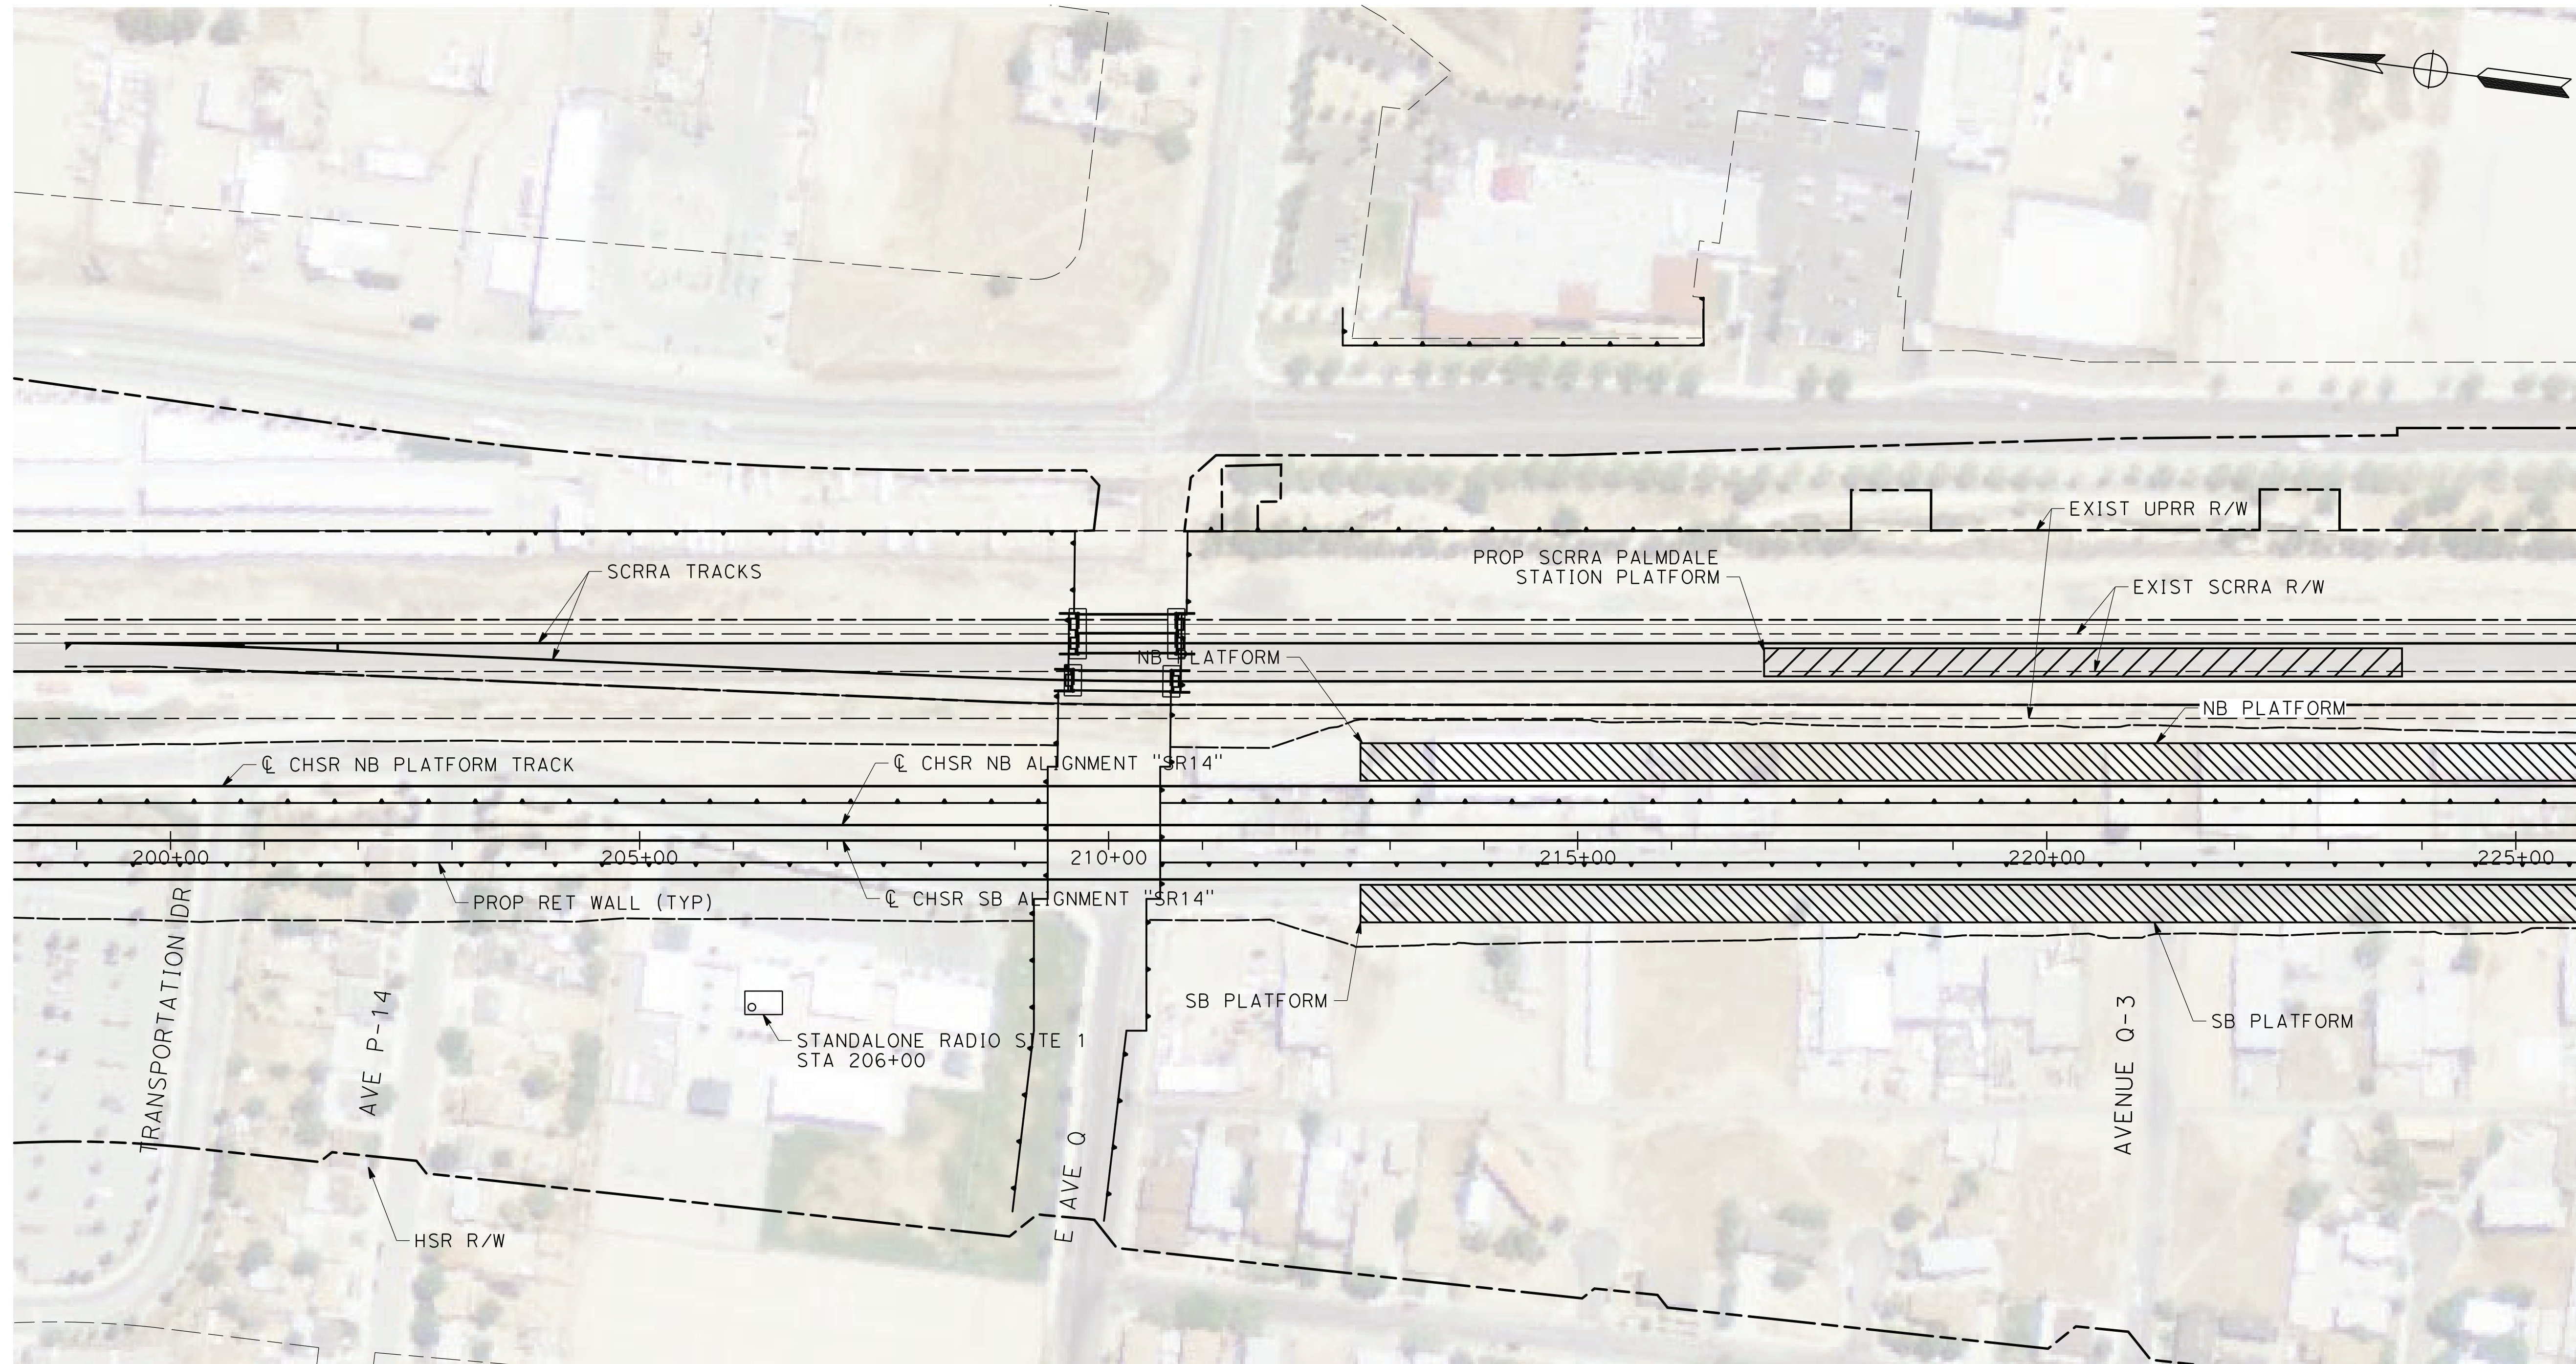 EXIST UPRR R/W
PROP SCRRA PALMDALE
STATION PLATFORM
SCRRA TRACKS
EXIST SCRRA R/W
NB PLATFORM
NB PLATFORM
℄ CHSR NB PLATFORM TRACK
℄ CHSR NB ALIGNMENT "SR14"
200+00
205+00
210+00
215+00
220+00
225+00
PROP RET WALL (TYP)
℄ CHSR SB ALIGNMENT "SR14"
TRANSPORTATION DR
AVE P-14
SB PLATFORM
AVENUE Q-3
SB PLATFORM
STANDALONE RADIO SITE 1
STA 206+00
E AVE Q
HSR R/W